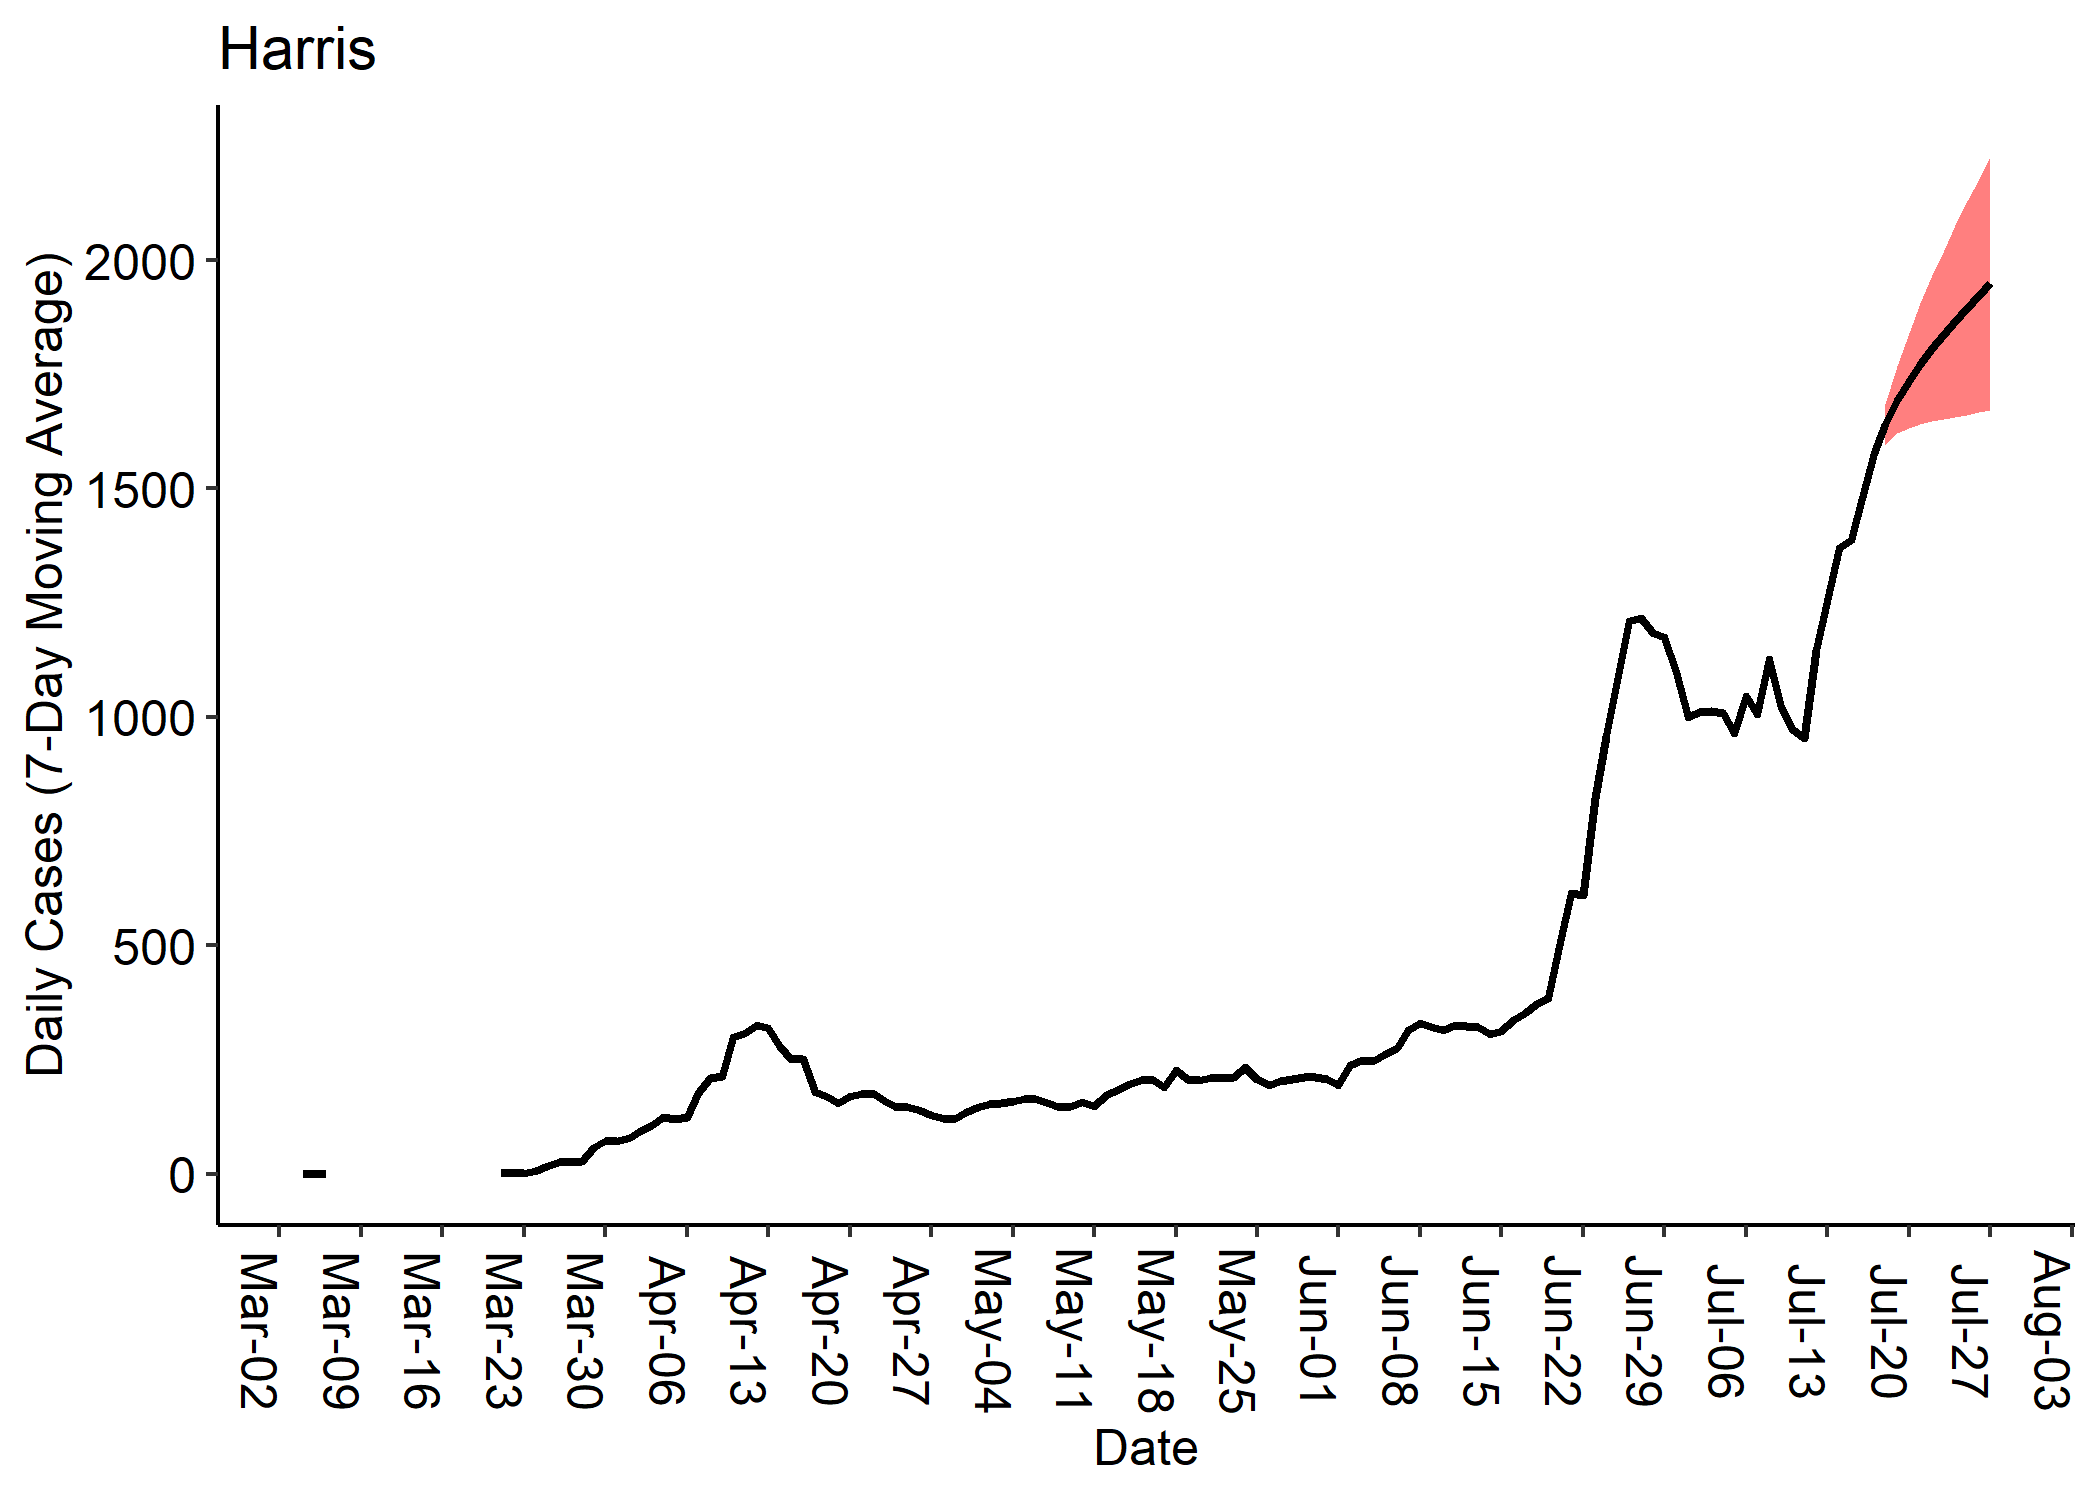 Harris
Daily Cases (7-Day Moving Average)
2000
1500
1000
500
0
Mar-02
Mar-09
Mar-16
Mar-23
Mar-30
Apr-06
Apr-13
Apr-20
Apr-27
May-04
May-11
May-18
May-25
Jun-01
Jun-08
Jun-15
Jun-22
Jun-29
Jul-06
Jul-13
Jul-20
Jul-27
Aug-03
Date